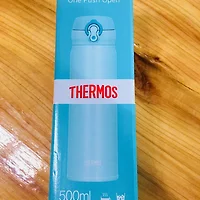 One Push Open
THERMOS
500ml